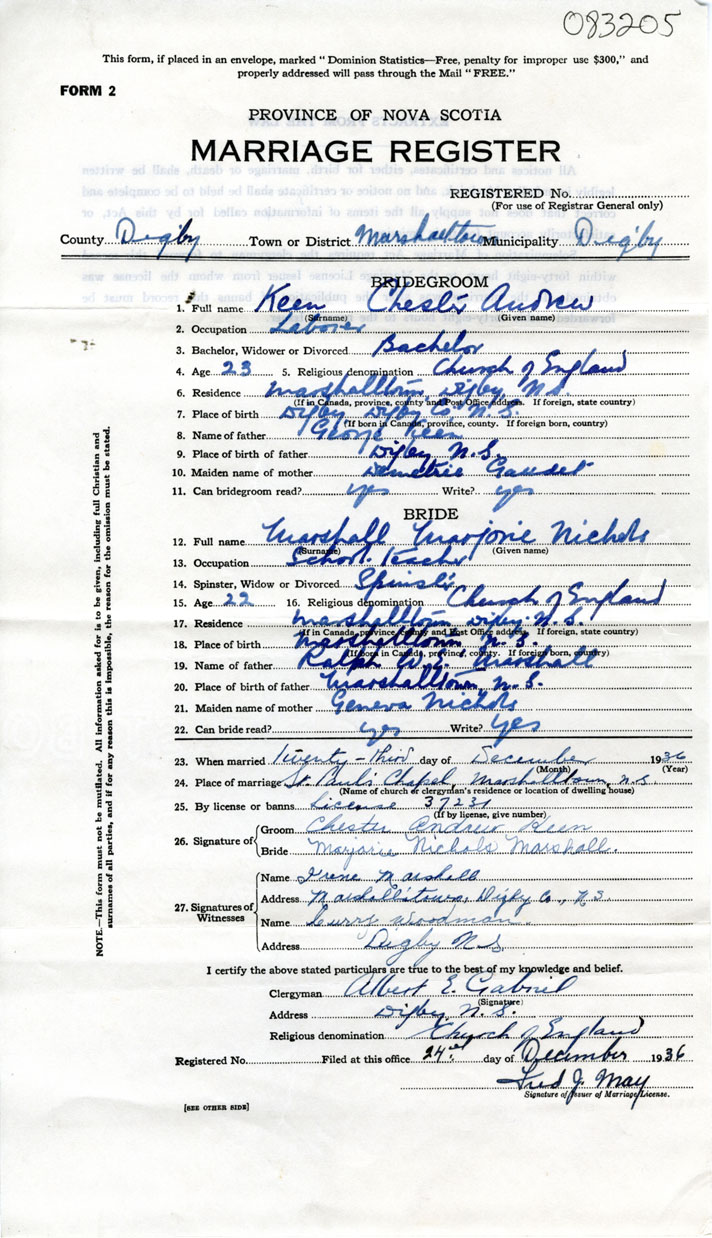 083205
This form, if placed in an envelope, marked "Dominion Statistics—Free, penalty for improper use $300," and
properly addressed will pass through the Mail "FREE."
FORM 2
PROVINCE OF NOVA SCOTIA
MARRIAGE REGISTER
REGISTERED No.
(For use of Registrar General only)
County Digby Town or District Marshalltown Municipality Digby
BRIDEGROOM
1. Full name Keen Chester Andrew
(Surname) (Given name)
2. Occupation Laborer
3. Bachelor, Widower or Divorced Bachelor
4. Age 23 5. Religious denomination Church of England
6. Residence Marshalltown Digby N.S.
(If in Canada, province, county and Post Office address. If foreign, state country)
7. Place of birth Digby Digby Co. N.S.
(If born in Canada, province, county. If foreign born, country)
8. Name of father George Keen
9. Place of birth of father Digby N.S.
10. Maiden name of mother Demetric Gaudet
11. Can bridegroom read? yes Write? yes
BRIDE
12. Full name Marshall Marjorie Nichols
(Surname) (Given name)
13. Occupation School Teacher
14. Spinster, Widow or Divorced Spinster
15. Age 22 16. Religious denomination Church of England
17. Residence Marshalltown Digby N.S.
(If in Canada, province, county and Post Office address. If foreign, state country)
18. Place of birth Marshalltown N.S.
(If born in Canada, province, county. If foreign born, country)
19. Name of father Ralph W. Marshall
20. Place of birth of father Marshalltown, N.S.
21. Maiden name of mother Geneva Nichols
22. Can bride read? yes Write? yes
23. When married Twenty-third day of December 1936
(Month) (Year)
24. Place of marriage St. Paul's Chapel, Marshalltown, N.S
(Name of church or clergyman's residence or location of dwelling house)
25. By license or banns License 37231
(If by license, give number)
26. Signature of Groom Chester Andrew Keen
Bride Marjorie Nichols Marshall.
27. Signatures of Witnesses
Name Irene Marshall
Address Marshalltown, Digby Co., N.S.
Name Curry Woodman
Address Digby N.S.
I certify the above stated particulars are true to the best of my knowledge and belief.
Clergyman Albert E. Gabriel
(Signature)
Address Digby, N.S.
Religious denomination Church of England
Registered No. Filed at this office 24th day of December 1936
Fred J. May
Signature of Issuer of Marriage License.
[SEE OTHER SIDE]
NOTE.—This form must not be mutilated. All information asked for is to be given, including full Christian and
surnames of all parties, and if for any reason this is impossible, the reason for the omission must be stated.